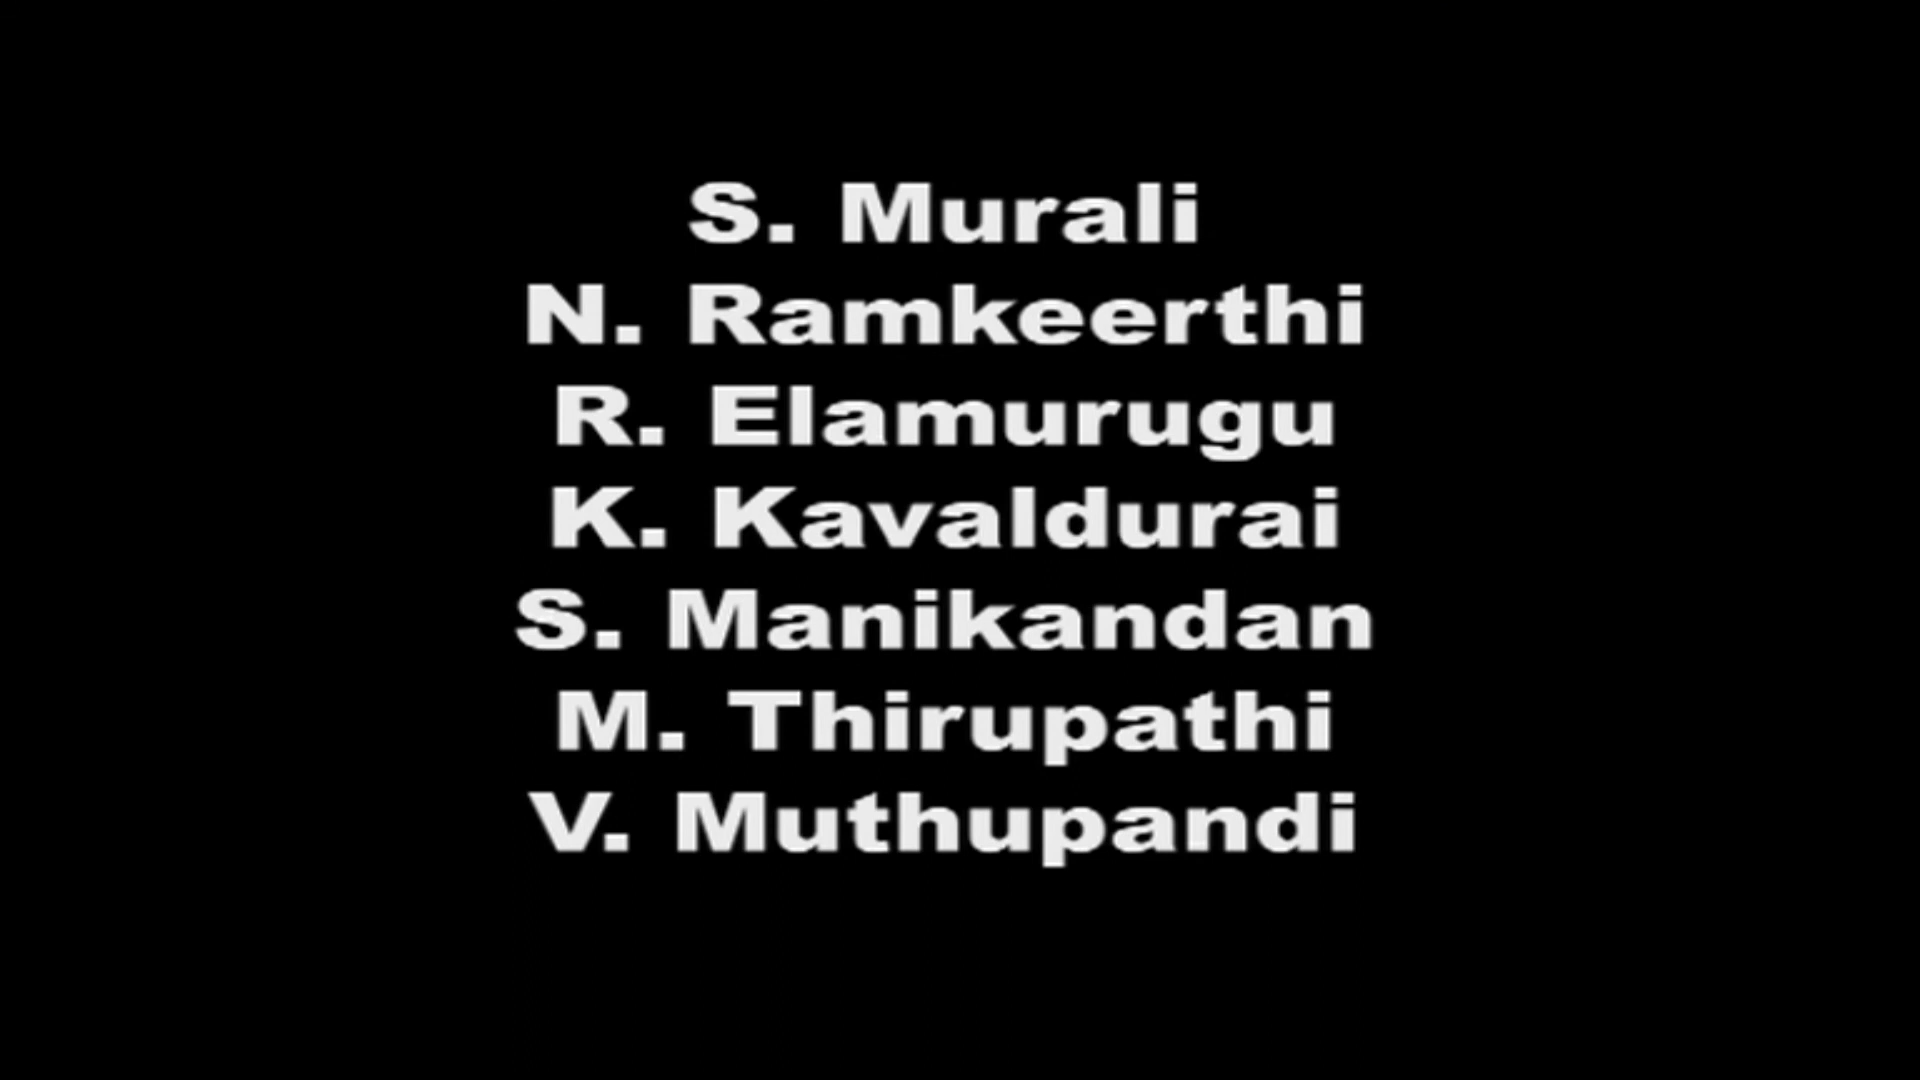 S. Murali
N. Ramkeerthi
R. Elamurugu
K. Kavaldurai
S. Manikandan
M. Thirupathi
V. Muthupandi